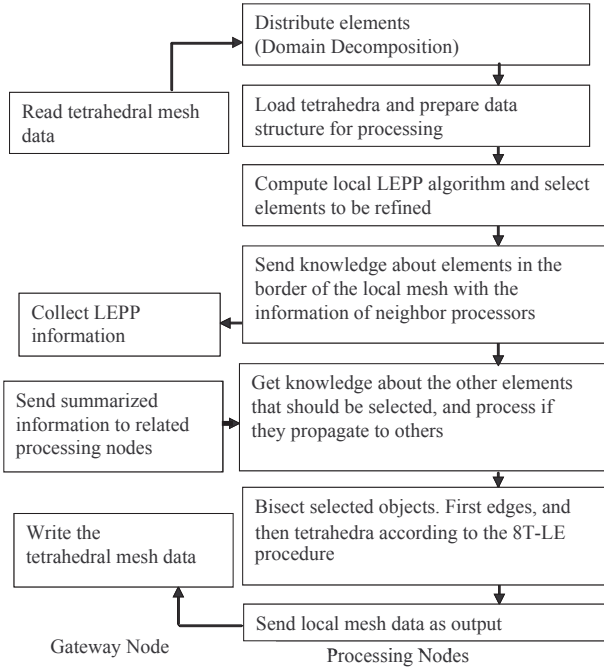 Distribute elements
(Domain Decomposition)
Read tetrahedral mesh
data
Load tetrahedra and prepare data
structure for processing
Compute local LEPP algorithm and select
elements to be refined
Send knowledge about elements in the
border of the local mesh with the
information of neighbor processors
Collect LEPP
information
Get knowledge about the other elements
that should be selected, and process if
they propagate to others
Send summarized
information to related
processing nodes
Bisect selected objects. First edges, and
then tetrahedra according to the 8T-LE
procedure
Write the
tetrahedral mesh data
Send local mesh data as output
Gateway Node
Processing Nodes